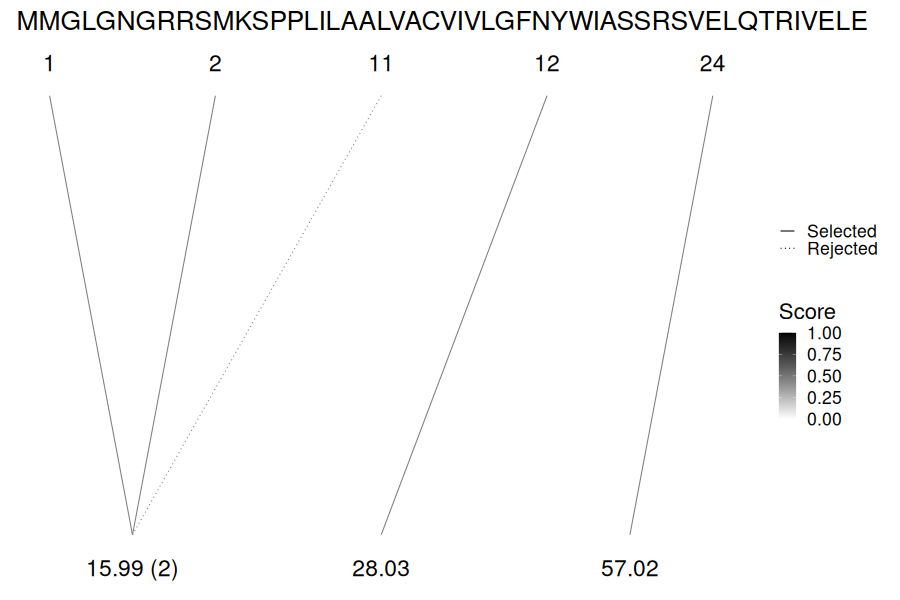 MMGLGNGRRSMKSPPLILAALVACVIVLGFNYWIASSRSVELQTRIVELE
1 2 11 12 24
Selected
Rejected
Score
1.00
0.75
0.50
0.25
0.00
15.99 (2) 28.03 57.02